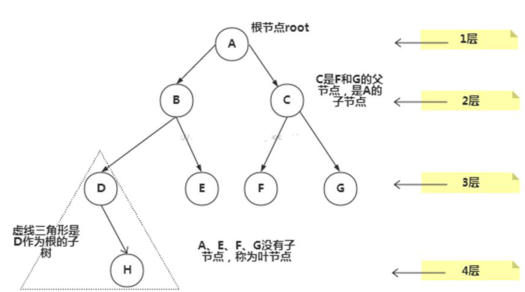 根节点root
A
1层
C是F和G的父
节点，是A的
子节点
B
C
2层
D
E
F
G
3层
虚线三角形是
D作为根的子
树
A、E、F、G没有子
节点，称为叶节点
H
4层